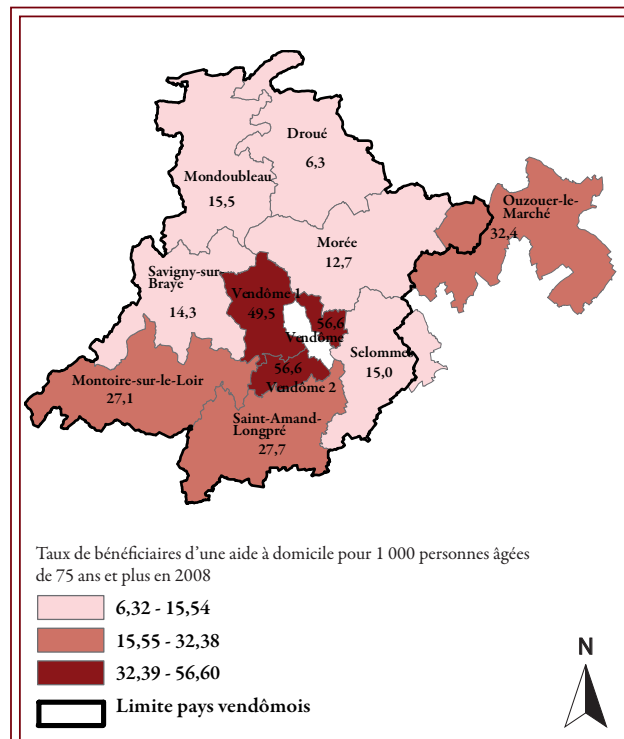 Droué
6,3
Mondoubleau
15,5
Ouzouer-le-
Marché
32,4
Morée
12,7
Savigny-sur-
Braye
14,3
Vendôme 1
49,5
56,6
Vendôme
Selommes
15,0
56,6
Vendôme 2
Montoire-sur-le-Loir
27,1
Saint-Amand-
Longpré
27,7
Taux de bénéficiaires d'une aide à domicile pour 1 000 personnes âgées
de 75 ans et plus en 2008
6,32 - 15,54
15,55 - 32,38
32,39 - 56,60
Limite pays vendômois
N